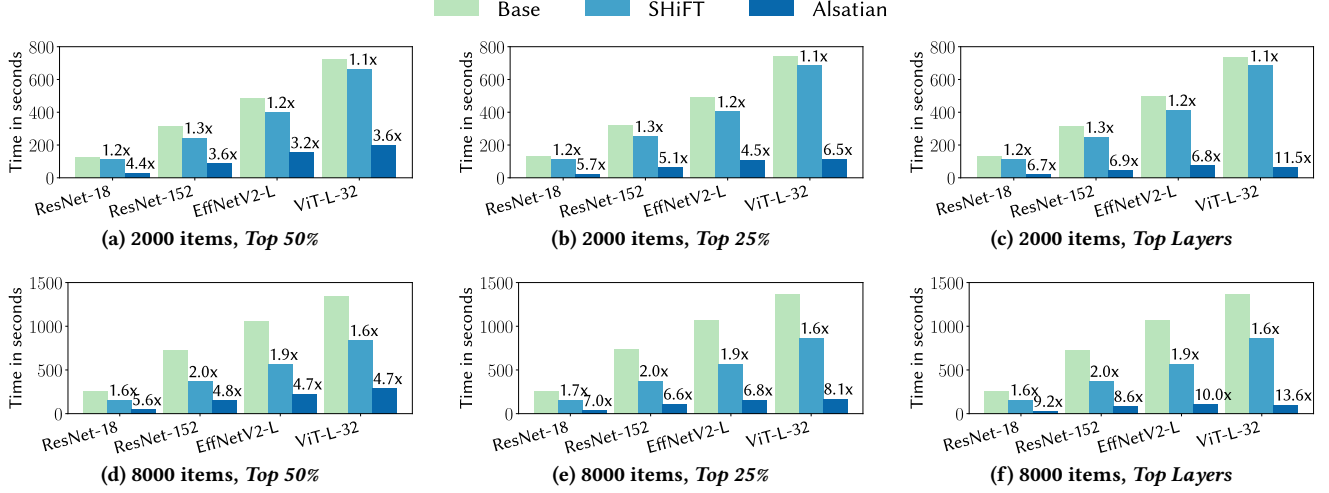 Base SHiFT Alsatian
Time in seconds
800
600
400
200
0
1.2x 4.4x 1.3x 3.6x 1.2x 3.2x 1.1x 3.6x
ResNet-18 ResNet-152 EffNetV2-L ViT-L-32
(a) 2000 items, Top 50%
Time in seconds
800
600
400
200
0
1.2x 5.7x 1.3x 5.1x 1.2x 4.5x 1.1x 6.5x
ResNet-18 ResNet-152 EffNetV2-L ViT-L-32
(b) 2000 items, Top 25%
Time in seconds
800
600
400
200
0
1.2x 6.7x 1.3x 6.9x 1.2x 6.8x 1.1x 11.5x
ResNet-18 ResNet-152 EffNetV2-L ViT-L-32
(c) 2000 items, Top Layers
Time in seconds
1500
1000
500
0
1.6x 5.6x 2.0x 4.8x 1.9x 4.7x 1.6x 4.7x
ResNet-18 ResNet-152 EffNetV2-L ViT-L-32
(d) 8000 items, Top 50%
Time in seconds
1500
1000
500
0
1.7x 7.0x 2.0x 6.6x 1.9x 6.8x 1.6x 8.1x
ResNet-18 ResNet-152 EffNetV2-L ViT-L-32
(e) 8000 items, Top 25%
Time in seconds
1500
1000
500
0
1.6x 9.2x 2.0x 8.6x 1.9x 10.0x 1.6x 13.6x
ResNet-18 ResNet-152 EffNetV2-L ViT-L-32
(f) 8000 items, Top Layers